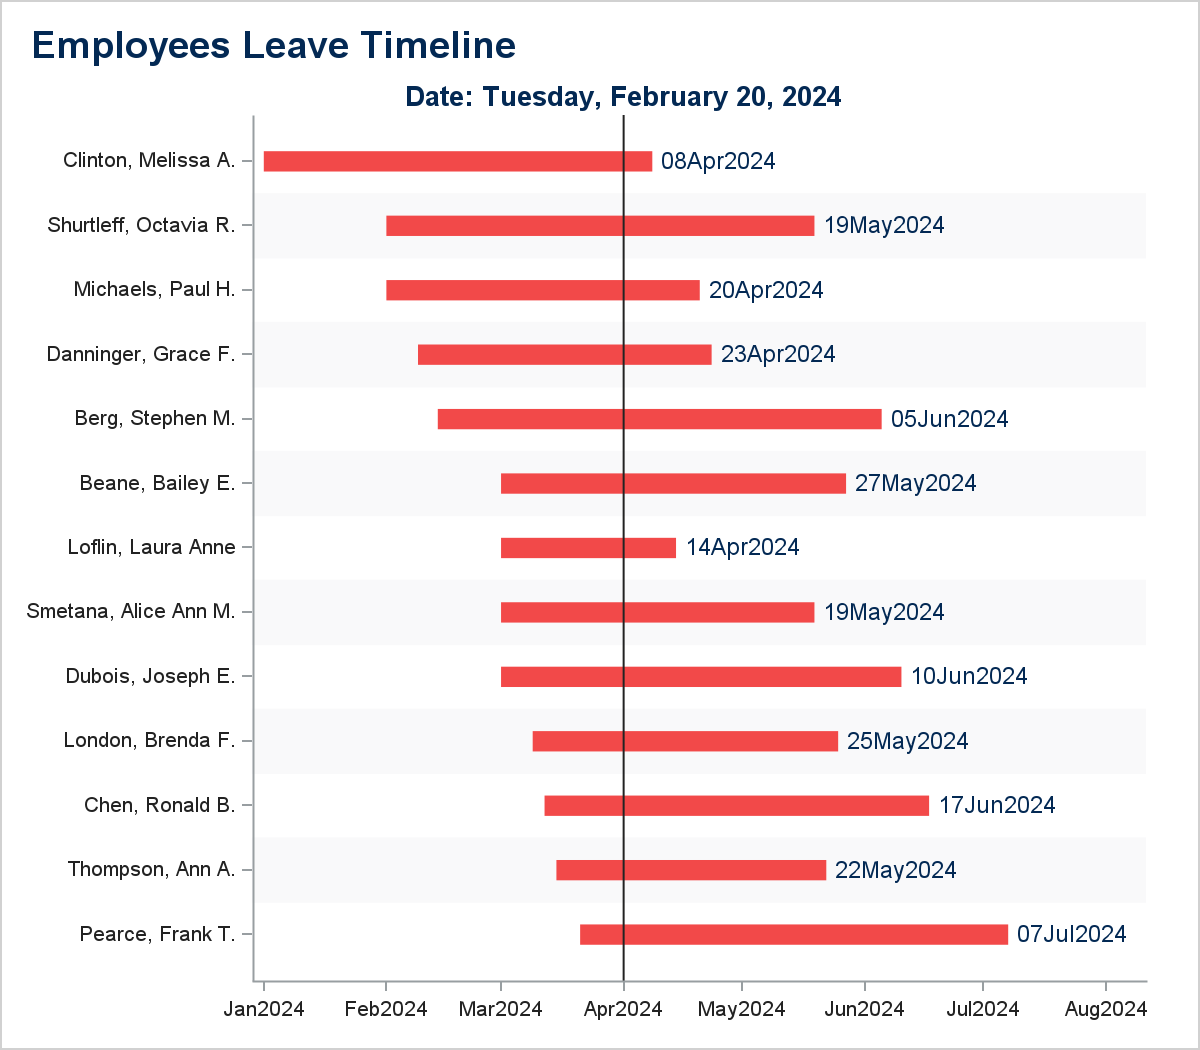 Employees Leave Timeline
Date: Tuesday, February 20, 2024
Clinton, Melissa A. 08Apr2024
Shurtleff, Octavia R. 19May2024
Michaels, Paul H. 20Apr2024
Danninger, Grace F. 23Apr2024
Berg, Stephen M. 05Jun2024
Beane, Bailey E. 27May2024
Loflin, Laura Anne 14Apr2024
Smetana, Alice Ann M. 19May2024
Dubois, Joseph E. 10Jun2024
London, Brenda F. 25May2024
Chen, Ronald B. 17Jun2024
Thompson, Ann A. 22May2024
Pearce, Frank T. 07Jul2024
Jan2024 Feb2024 Mar2024 Apr2024 May2024 Jun2024 Jul2024 Aug2024